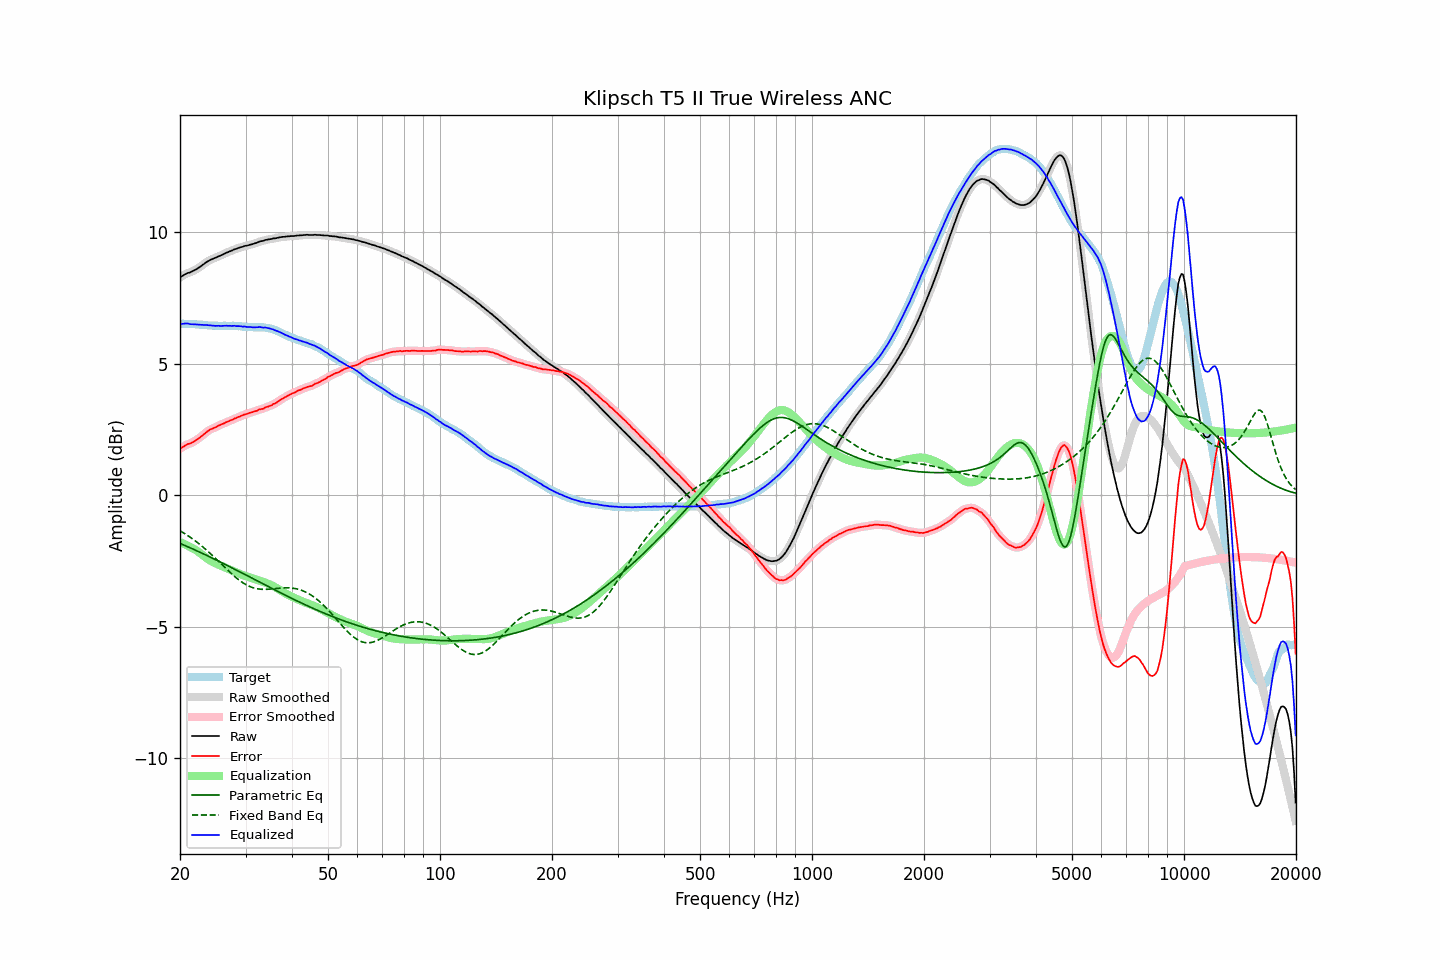 Klipsch T5 II True Wireless ANC
Amplitude (dBr)
10
5
0
−5
−10
Target
Raw Smoothed
Error Smoothed
Raw
Error
Equalization
Parametric Eq
Fixed Band Eq
Equalized
20 50 100 200 500 1000 2000 5000 10000 20000
Frequency (Hz)